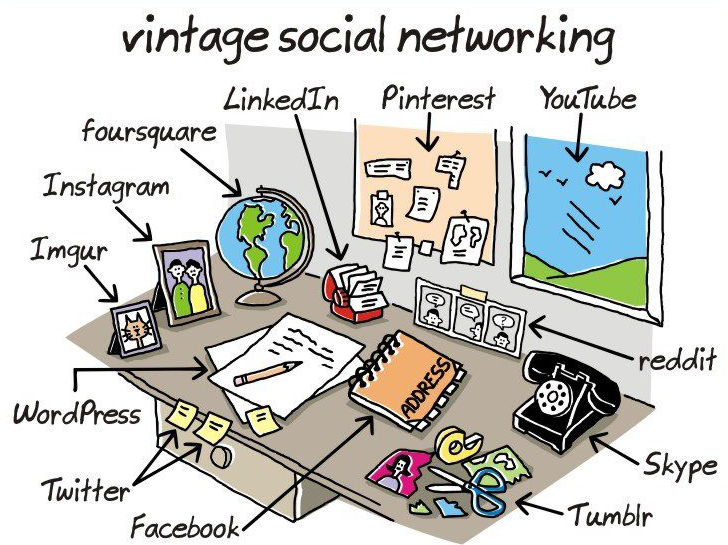 vintage social networking
LinkedIn
Pinterest
YouTube
foursquare
Instagram
Imgur
reddit
ADDRESS
WordPress
Skype
Twitter
Tumblr
Facebook